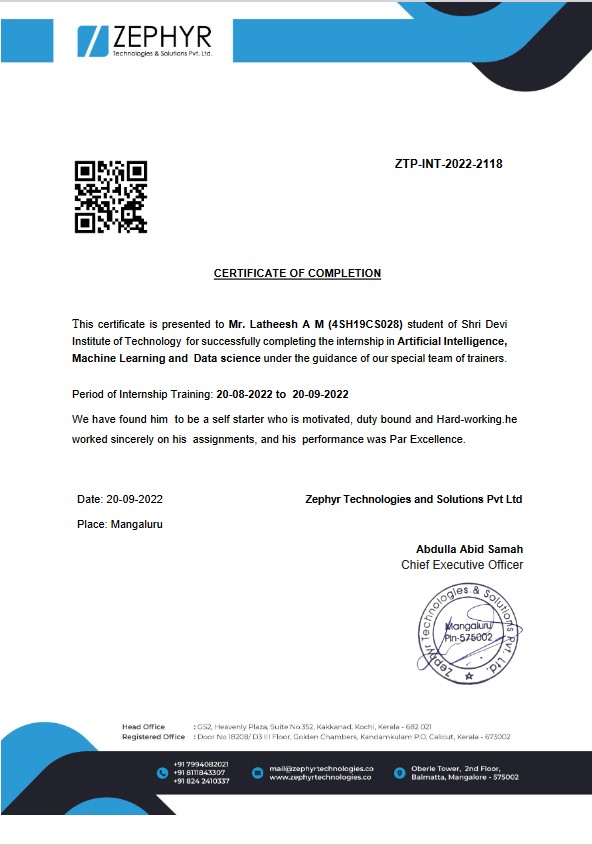 ZEPHYR
Technologies & Solutions Pvt. Ltd.
ZTP-INT-2022-2118
CERTIFICATE OF COMPLETION
This certificate is presented to Mr. Latheesh A M (4SH19CS028) student of Shri Devi
Institute of Technology for successfully completing the internship in Artificial Intelligence,
Machine Learning and Data science under the guidance of our special team of trainers.
Period of Internship Training: 20-08-2022 to 20-09-2022
We have found him to be a self starter who is motivated, duty bound and Hard-working.he
worked sincerely on his assignments, and his performance was Par Excellence.
Date: 20-09-2022
Zephyr Technologies and Solutions Pvt Ltd
Place: Mangaluru
Abdulla Abid Samah
Chief Executive Officer
Zephyr Technologies & Solutions Pvt. Ltd.
Mangaluru
Pin-575002
Head Office : G52, Heavenly Plaza, Suite No.352, Kakkanad, Kochi, Kerala - 682 021
Registered Office : Door No 18208/ D3 III Floor, Golden Chambers, Kandamkulam P.O, Calicut, Kerala - 673002
+91 7994082021
+91 8111843307
+91 824 2410337
mail@zephyrtechnologies.co
www.zephyrtechnologies.co
Oberle Tower, 2nd Floor,
Balmatta, Mangalore - 575002